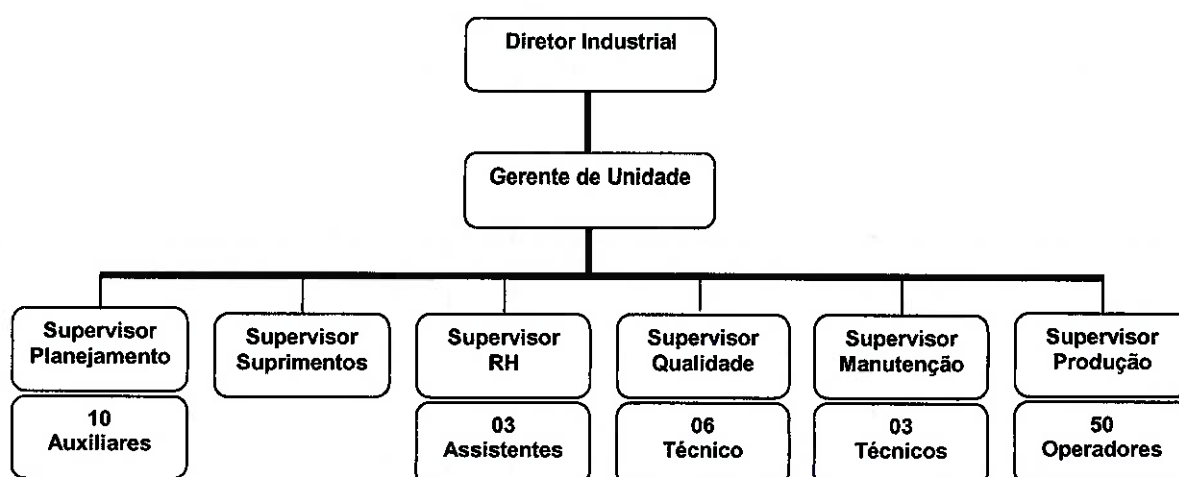 Diretor Industrial
Gerente de Unidade
Supervisor
Planejamento
Supervisor
Suprimentos
Supervisor
RH
Supervisor
Qualidade
Supervisor
Manutenção
Supervisor
Produção
10
Auxiliares
03
Assistentes
06
Técnico
03
Técnicos
50
Operadores